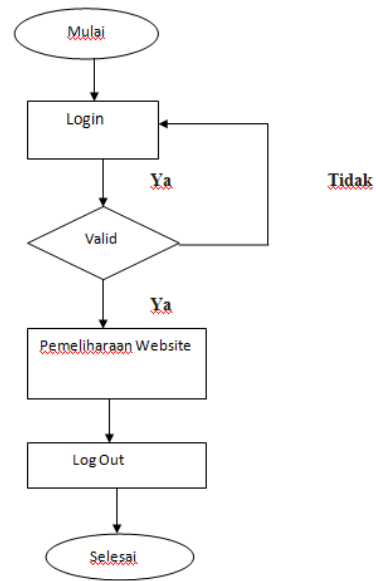 Mulai
Login
Ya
Tidak
Valid
Ya
Pemeliharaan Website
Log Out
Selesai